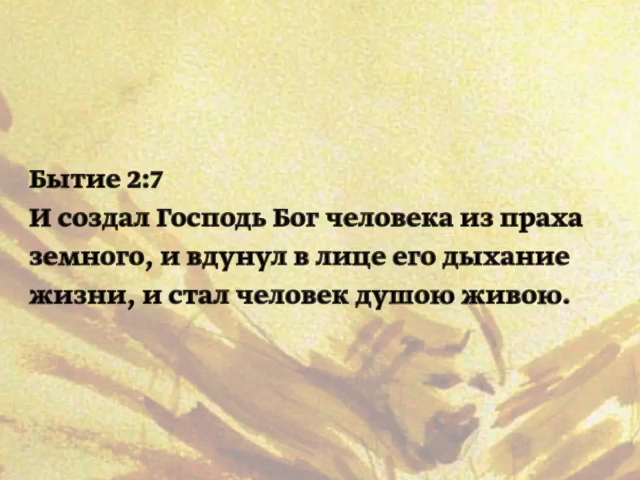 Бытие 2:7
И создал Господь Бог человека из праха
земного, и вдунул в лице его дыхание
жизни, и стал человек душою живою.